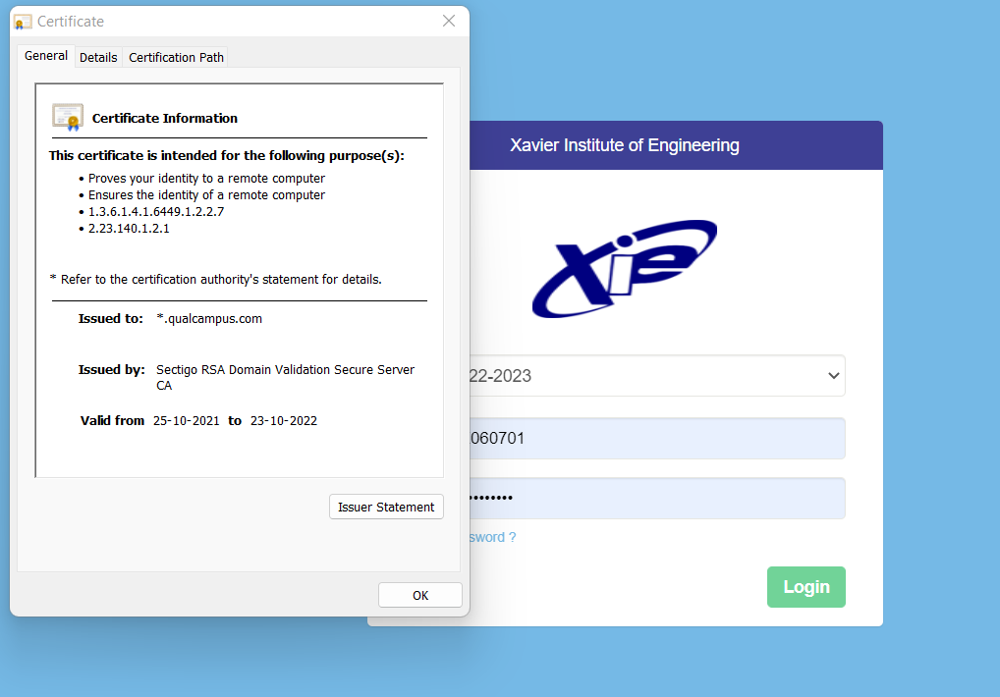 Certificate
General
Details
Certification Path
Certificate Information
This certificate is intended for the following purpose(s):
• Proves your identity to a remote computer
• Ensures the identity of a remote computer
• 1.3.6.1.4.1.6449.1.2.2.7
• 2.23.140.1.2.1
* Refer to the certification authority's statement for details.
Issued to: *.qualcampus.com
Issued by: Sectigo RSA Domain Validation Secure Server
CA
Valid from 25-10-2021 to 23-10-2022
Issuer Statement
OK
Xavier Institute of Engineering
xie
22-2023
060701
sword ?
Login